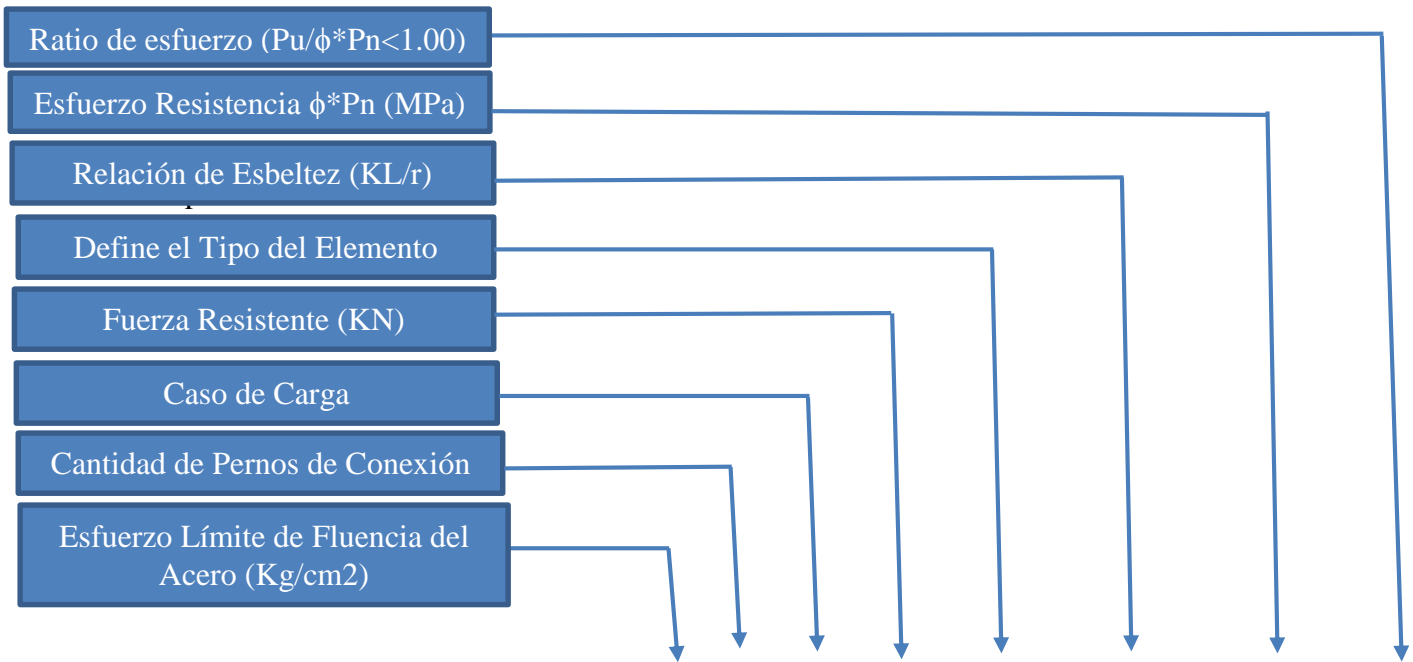 Ratio de esfuerzo (Pu/ϕ*Pn<1.00)
Esfuerzo Resistencia ϕ*Pn (MPa)
Relación de Esbeltez (KL/r)
Define el Tipo del Elemento
Fuerza Resistente (KN)
Caso de Carga
Cantidad de Pernos de Conexión
Esfuerzo Límite de Fluencia del
Acero (Kg/cm2)